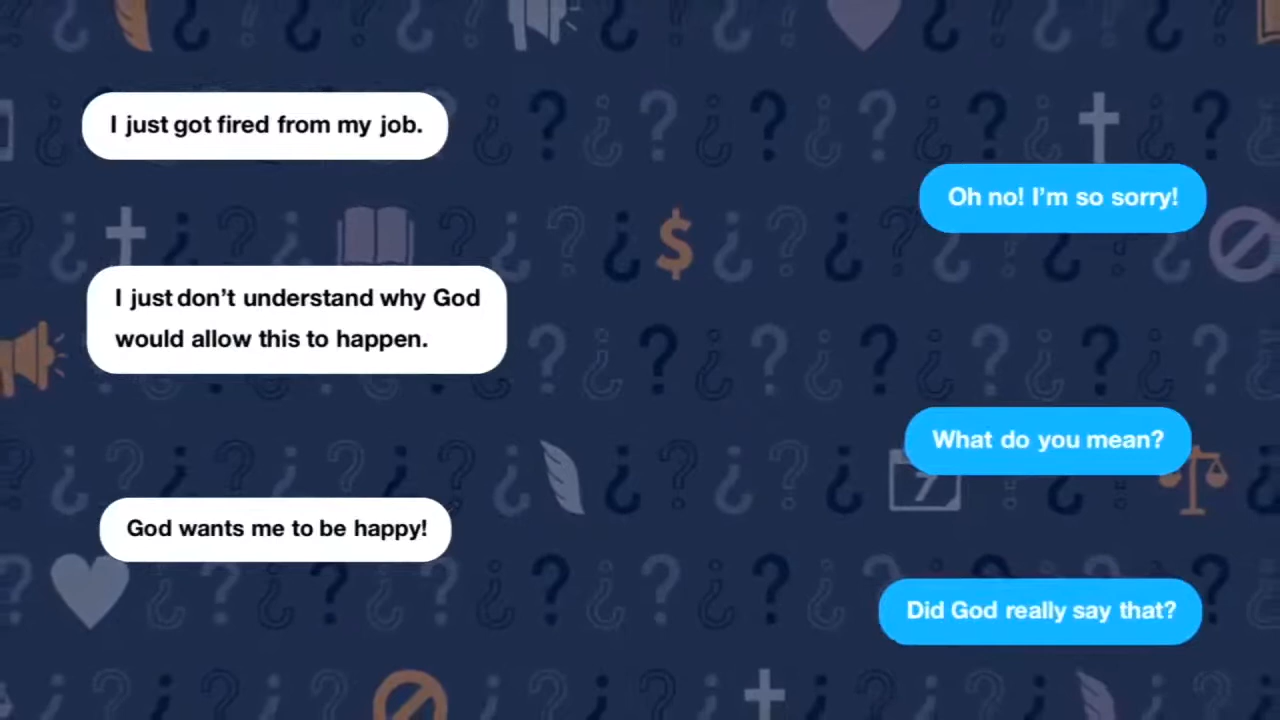 I just got fired from my job.
Oh no! I'm so sorry!
I just don't understand why God
would allow this to happen.
What do you mean?
God wants me to be happy!
Did God really say that?